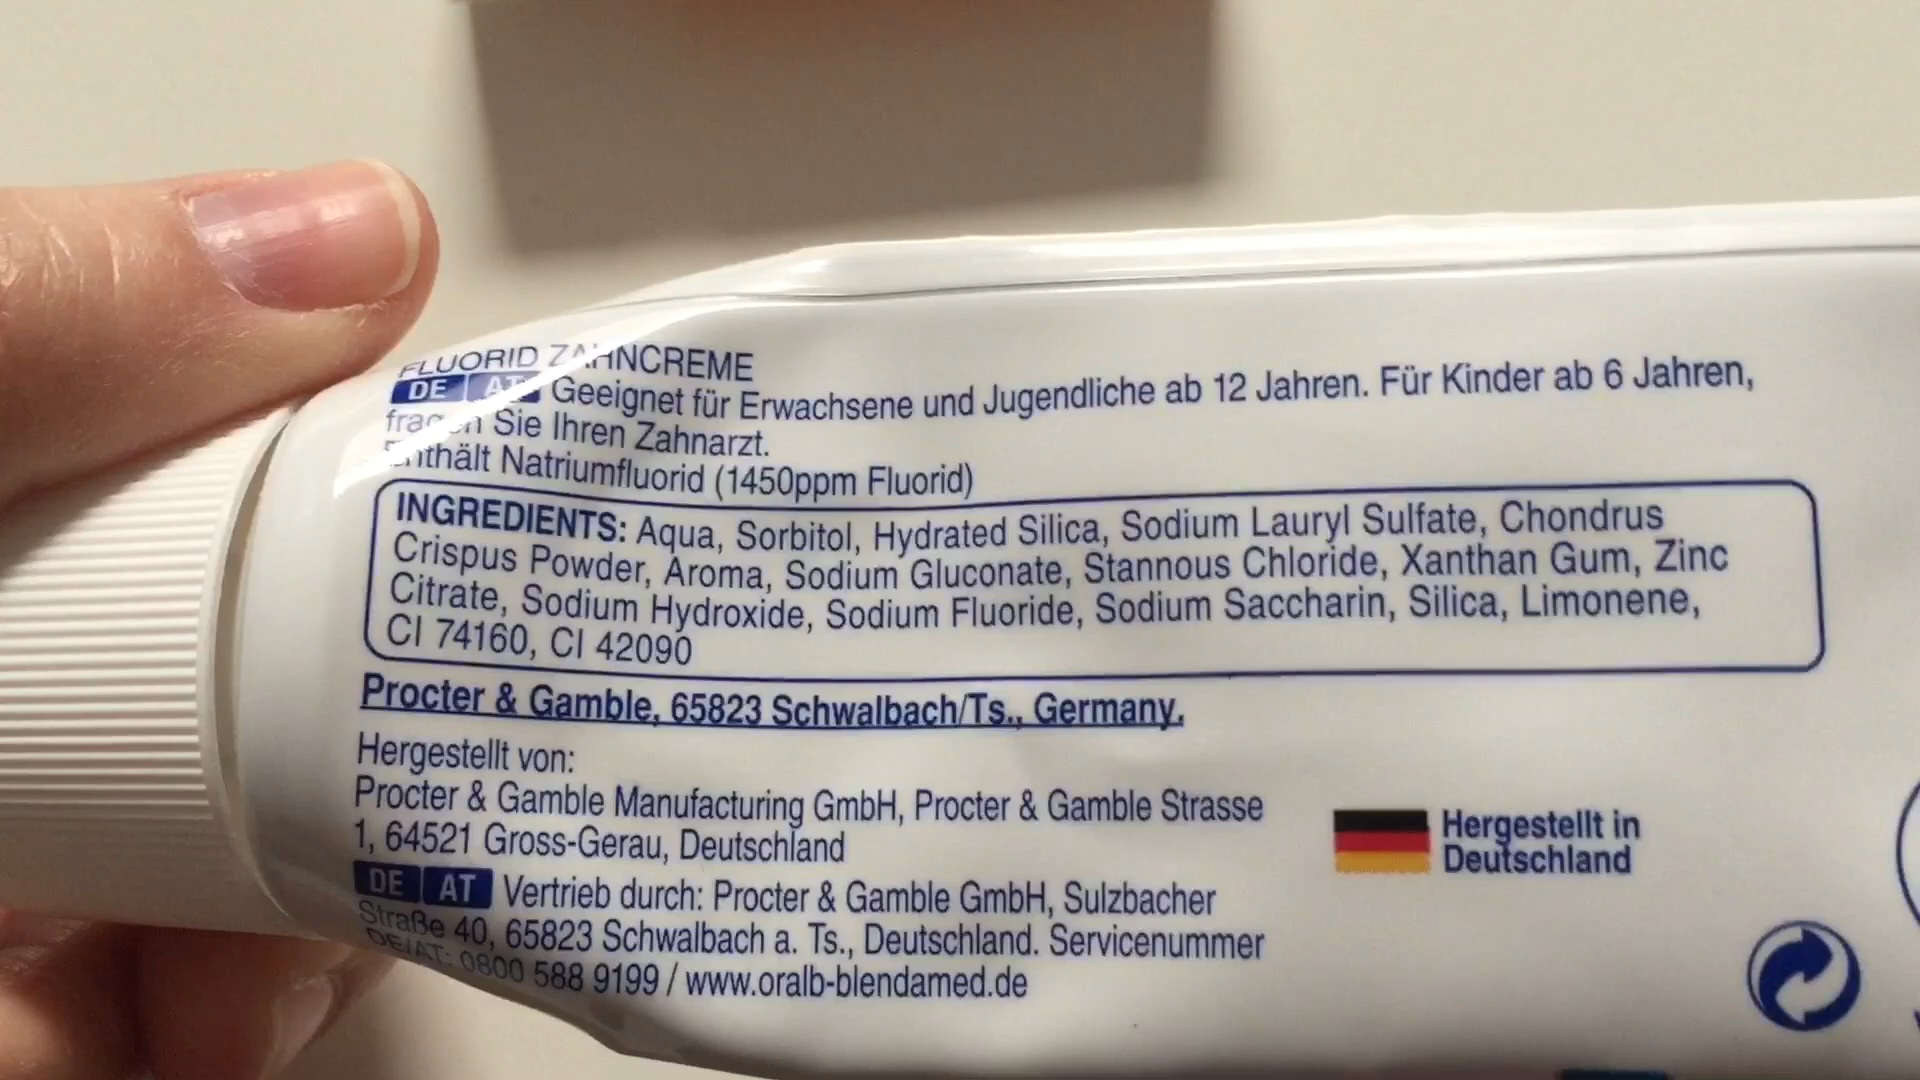 FLUORID ZAHNCREME
DE AT Geeignet für Erwachsene und Jugendliche ab 12 Jahren. Für Kinder ab 6 Jahren,
fragen Sie Ihren Zahnarzt.
Enthält Natriumfluorid (1450ppm Fluorid)
INGREDIENTS: Aqua, Sorbitol, Hydrated Silica, Sodium Lauryl Sulfate, Chondrus
Crispus Powder, Aroma, Sodium Gluconate, Stannous Chloride, Xanthan Gum, Zinc
Citrate, Sodium Hydroxide, Sodium Fluoride, Sodium Saccharin, Silica, Limonene,
CI 74160, CI 42090
Procter & Gamble, 65823 Schwalbach/Ts., Germany.
Hergestellt von:
Procter & Gamble Manufacturing GmbH, Procter & Gamble Strasse
1, 64521 Gross-Gerau, Deutschland
Hergestellt in
Deutschland
DE AT Vertrieb durch: Procter & Gamble GmbH, Sulzbacher
Straße 40, 65823 Schwalbach a. Ts., Deutschland. Servicenummer
DE/AT: 0800 588 9199 / www.oralb-blendamed.de